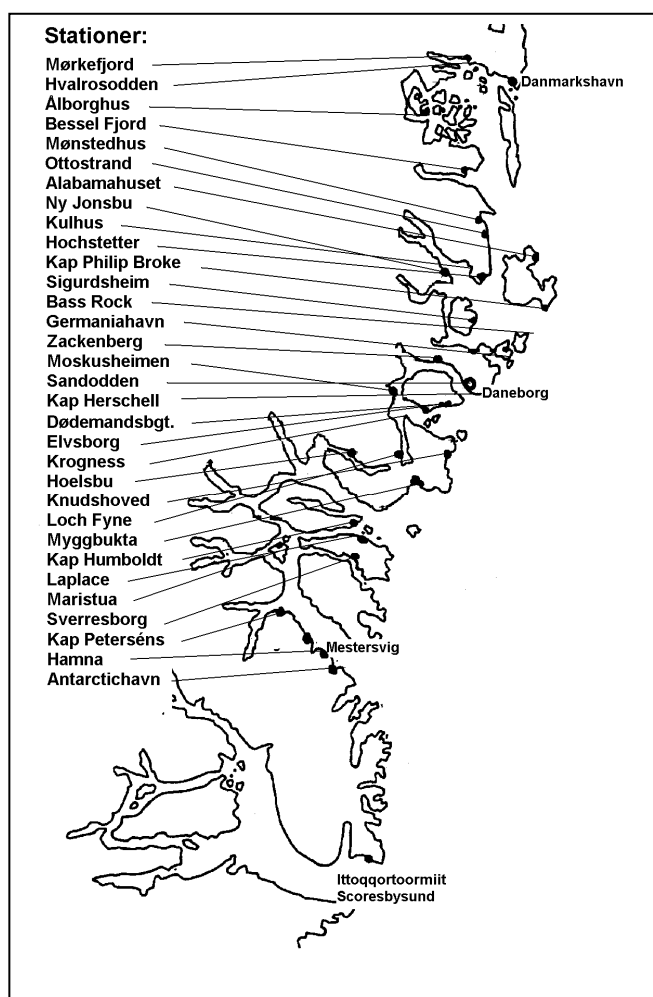 Stationer:
Mørkefjord
Hvalrosodden
Danmarkshavn
Ålborghus
Bessel Fjord
Mønstedhus
Ottostrand
Alabamahuset
Ny Jonsbu
Kulhus
Hochstetter
Kap Philip Broke
Sigurdsheim
Bass Rock
Germaniahavn
Zackenberg
Moskusheimen
Sandodden
Daneborg
Kap Herschell
Dødemandsbgt.
Elvsborg
Krogness
Hoelsbu
Knudshoved
Loch Fyne
Myggbukta
Kap Humboldt
Laplace
Maristua
Sverresborg
Kap Peterséns
Mestersvig
Hamna
Antarctichavn
Ittoqqortoormiit
Scoresbysund